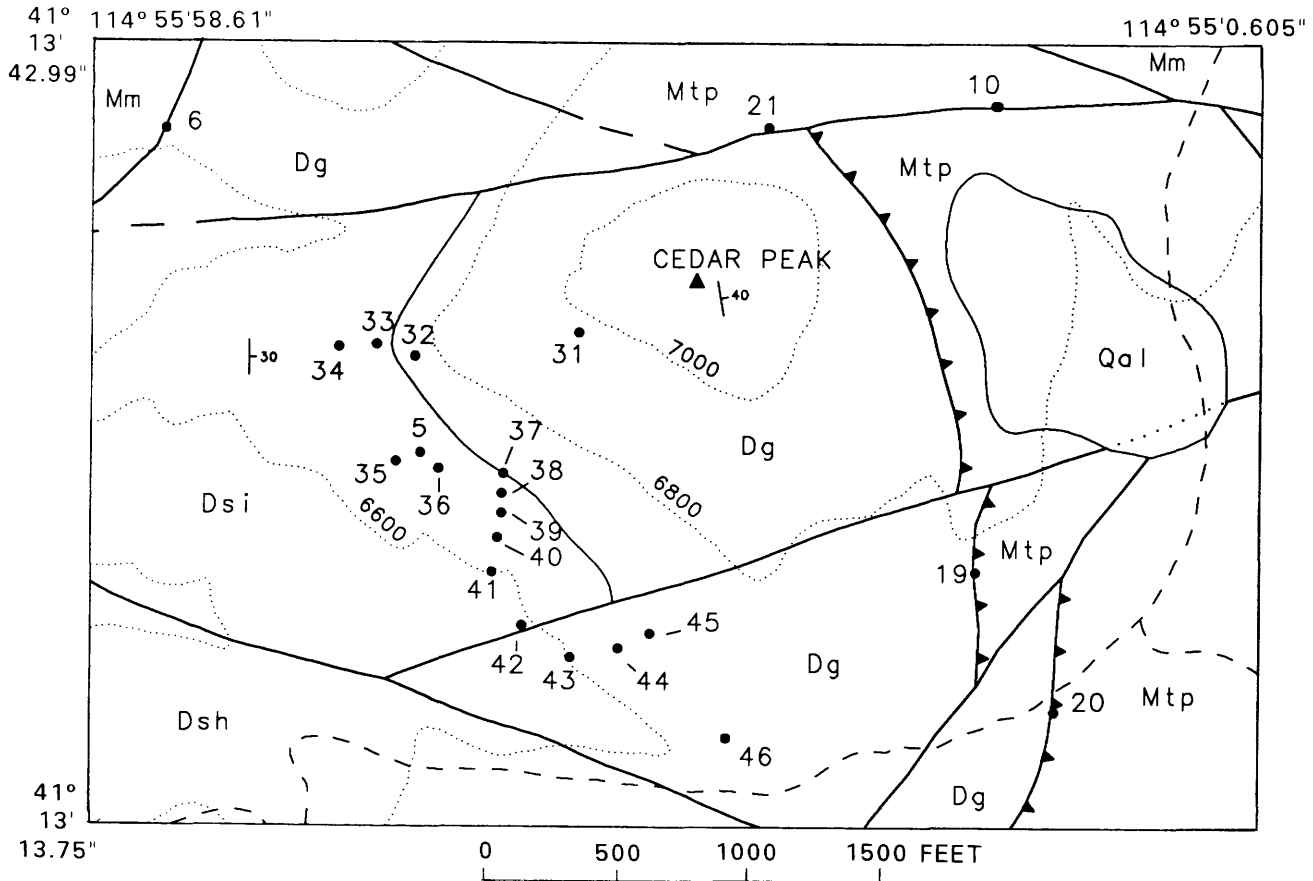 41° 114° 55'58.61" 114° 55'0.605"
13'
42.99"
Mm Mtp 10 Mm
6 21
Dg Mtp
CEDAR PEAK
40
33 32
30 34 31 7000 Qal
5 37 Dg
35 36 38
Dsi 6600 6800
39 Mtp
40
41 19
45
42 43 44 Dg
Dsh 20 Mtp
46
41° Dg
13'
13.75" 0 500 1000 1500 FEET